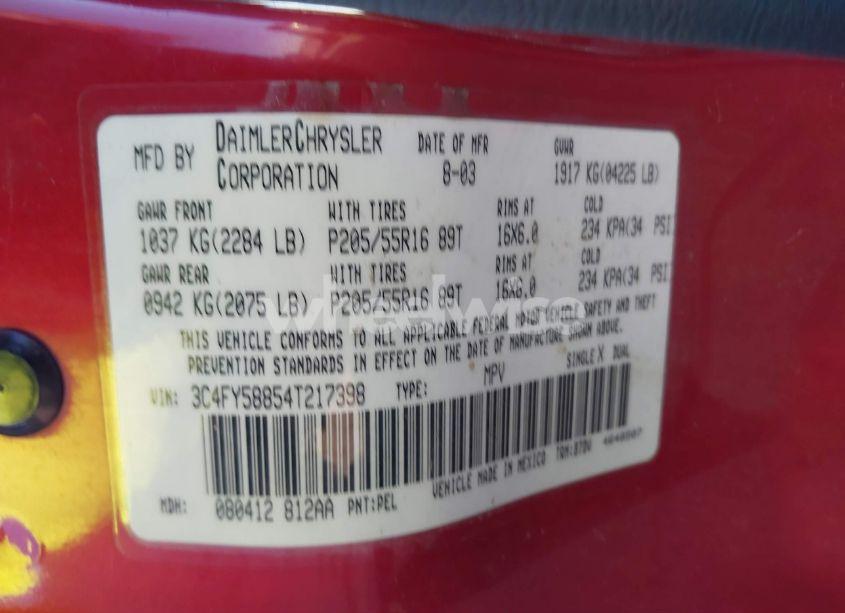 MFD BY DAIMLERCHRYSLER CORPORATION DATE OF MFR 8-03 GVWR 1917 KG(04225 LB)
GAWR FRONT WITH TIRES RIMS AT COLD
1037 KG(2284 LB) P205/55R16 89T 16X6.0 234 KPA(34 PSI
GAWR REAR WITH TIRES RIMS AT COLD
0942 KG(2075 LB) P205/55R16 89T 16X6.0 234 KPA(34 PSI
THIS VEHICLE CONFORMS TO ALL APPLICABLE FEDERAL MOTOR VEHICLE SAFETY AND THEFT
PREVENTION STANDARDS IN EFFECT ON THE DATE OF MANUFACTURE SHOWN ABOVE.
VIN: 3C4FY58854T217398 TYPE: MPV SINGLE X DUAL
MDH: 080412 812AA PNT:PEL VEHICLE MADE IN MEXICO